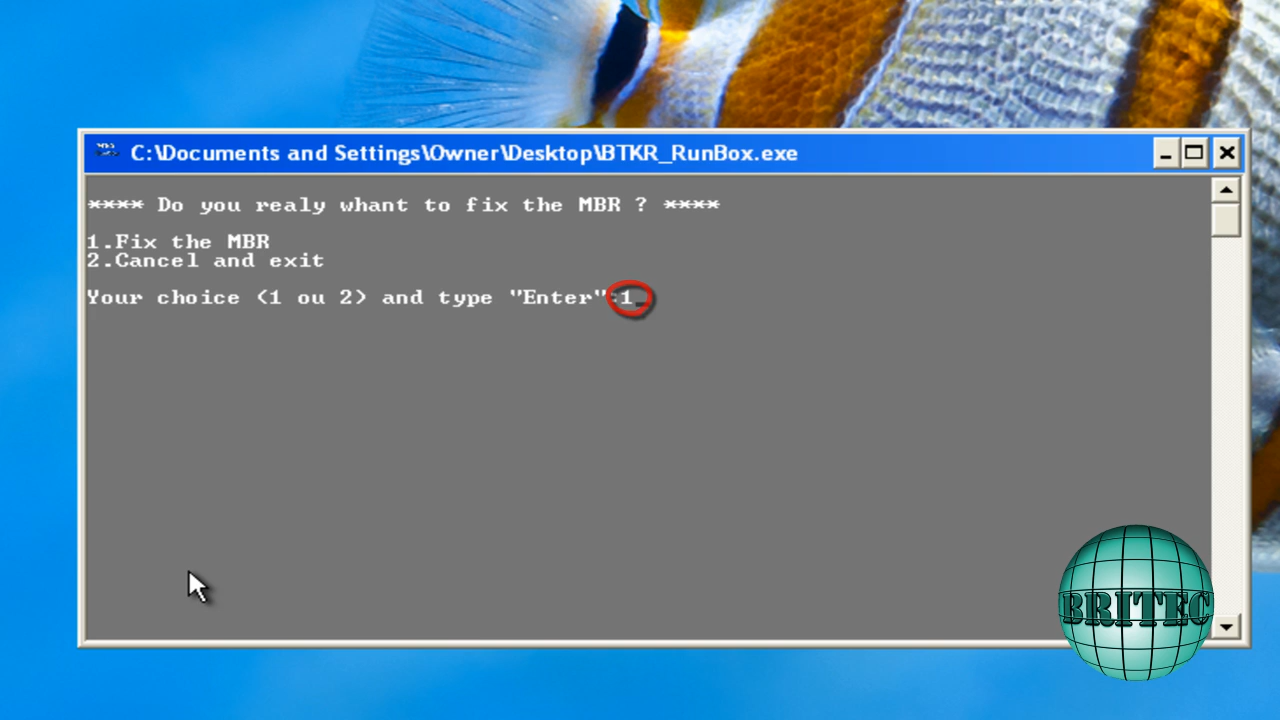 C:\Documents and Settings\Owner\Desktop\BTKR_RunBox.exe
**** Do you realy whant to fix the MBR ? ****
1.Fix the MBR
2.Cancel and exit
Your choice (1 ou 2) and type "Enter":1_
BRITEC